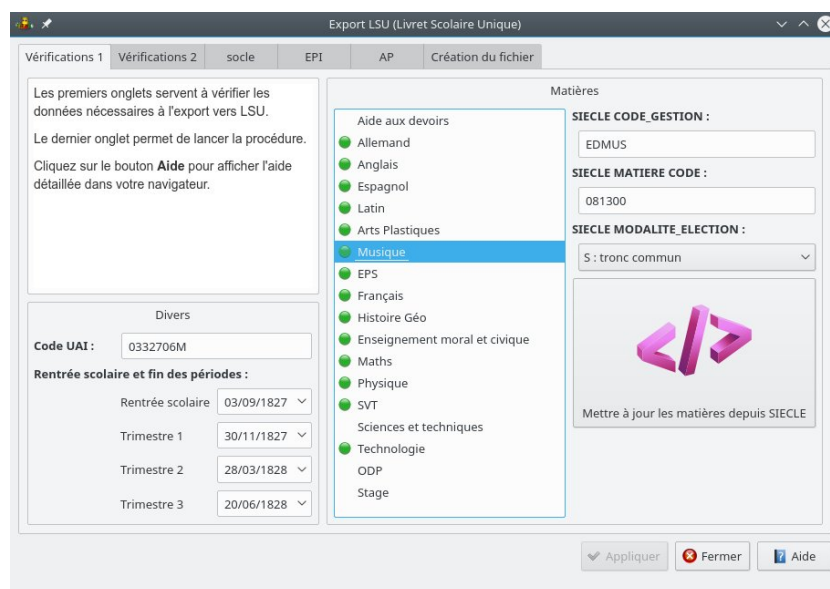 Export LSU (Livret Scolaire Unique)
Vérifications 1 Vérifications 2 socle EPI AP Création du fichier
Les premiers onglets servent à vérifier les
données nécessaires à l'export vers LSU.
Le dernier onglet permet de lancer la procédure.
Cliquez sur le bouton Aide pour afficher l'aide
détaillée dans votre navigateur.
Divers
Code UAI : 0332706M
Rentrée scolaire et fin des périodes :
Rentrée scolaire 03/09/1827
Trimestre 1 30/11/1827
Trimestre 2 28/03/1828
Trimestre 3 20/06/1828
Matières
Aide aux devoirs
Allemand
Anglais
Espagnol
Latin
Arts Plastiques
Musique
EPS
Français
Histoire Géo
Enseignement moral et civique
Maths
Physique
SVT
Sciences et techniques
Technologie
ODP
Stage
SIECLE CODE_GESTION :
EDMUS
SIECLE MATIERE CODE :
081300
SIECLE MODALITE_ELECTION :
S : tronc commun
</>
Mettre à jour les matières depuis SIECLE
Appliquer Fermer Aide